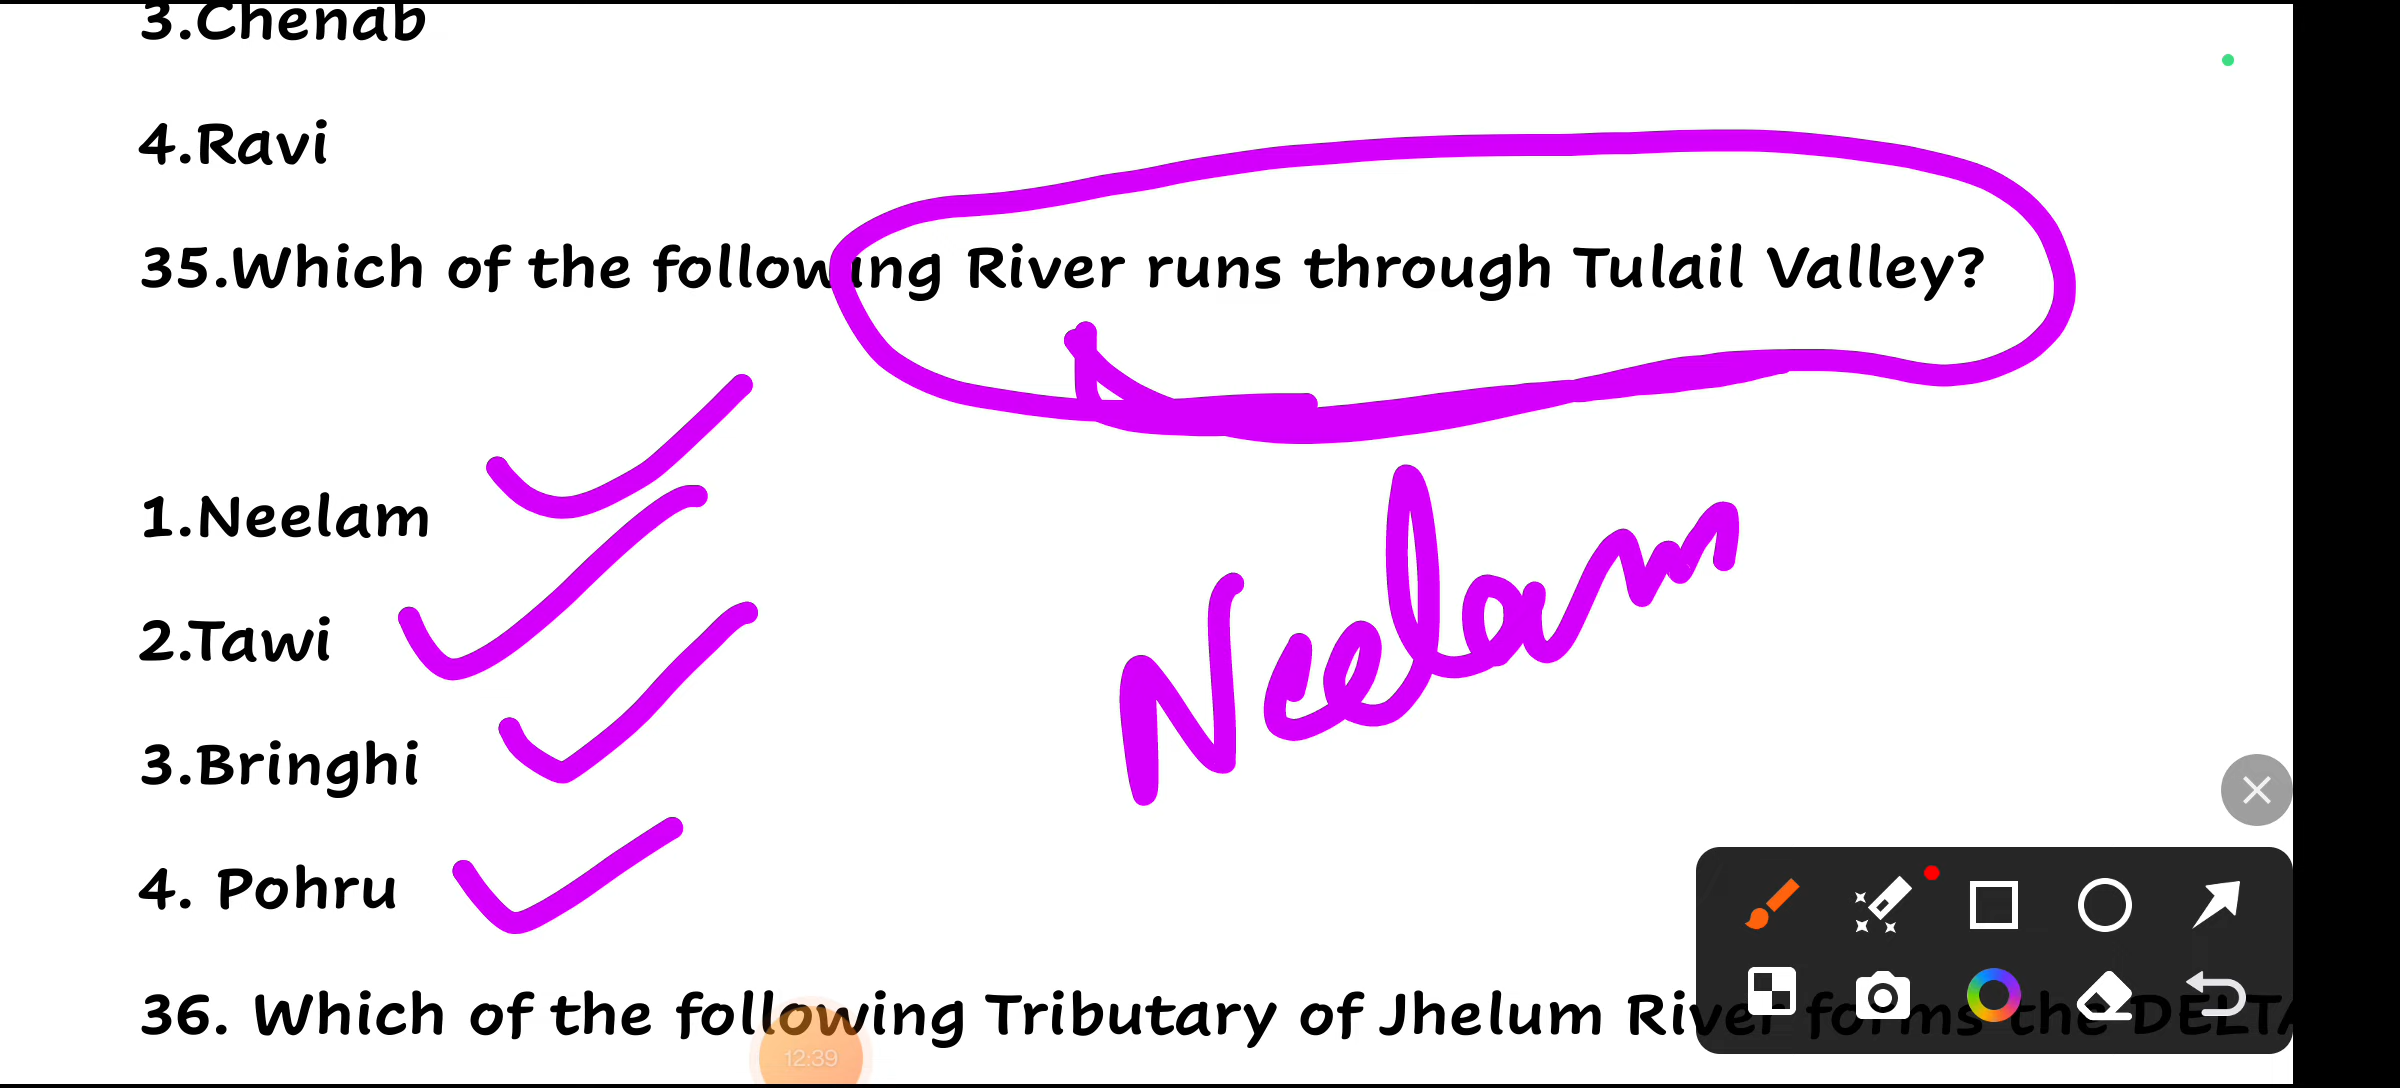 3.Chenab
4.Ravi
35.Which of the following River runs through Tulail Valley?
1.Neelam
2.Tawi
Neelam
3.Bringhi
4. Pohru
36. Which of the following Tributary of Jhelum River forms the DELTA
12:39